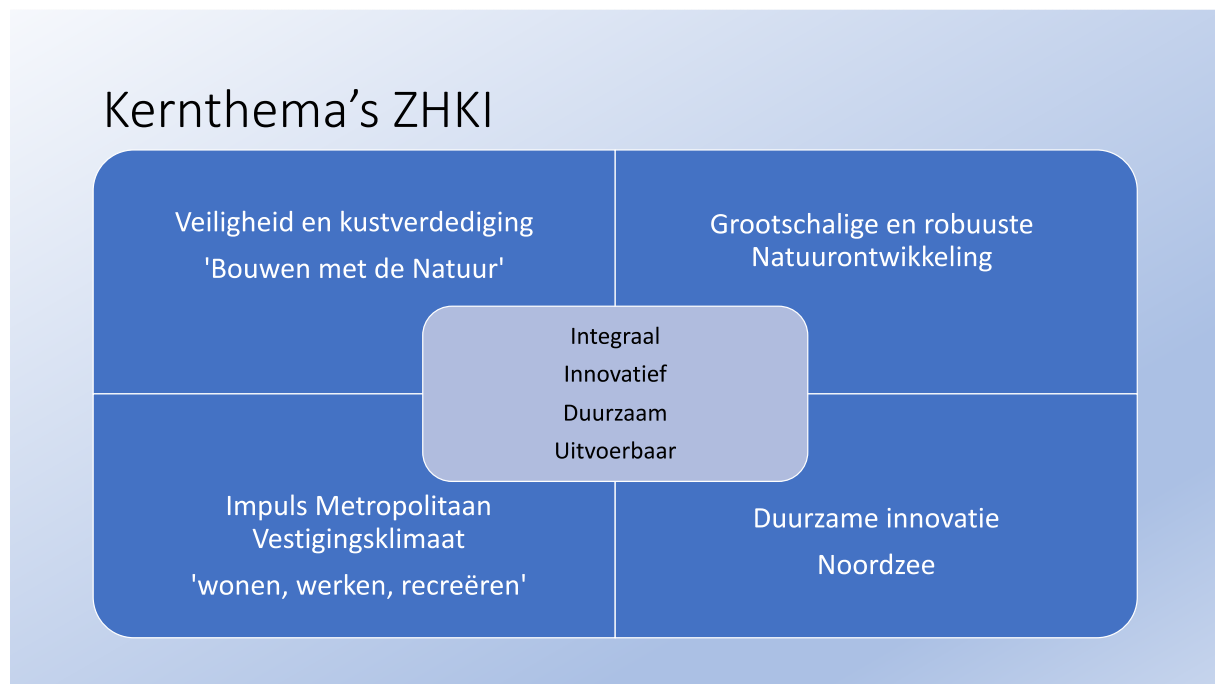 Kernthema’s ZHKI
Veiligheid en kustverdediging
'Bouwen met de Natuur'
Grootschalige en robuuste
Natuurontwikkeling
Integraal
Innovatief
Duurzaam
Uitvoerbaar
Impuls Metropolitaan
Vestigingsklimaat
'wonen, werken, recreëren'
Duurzame innovatie
Noordzee